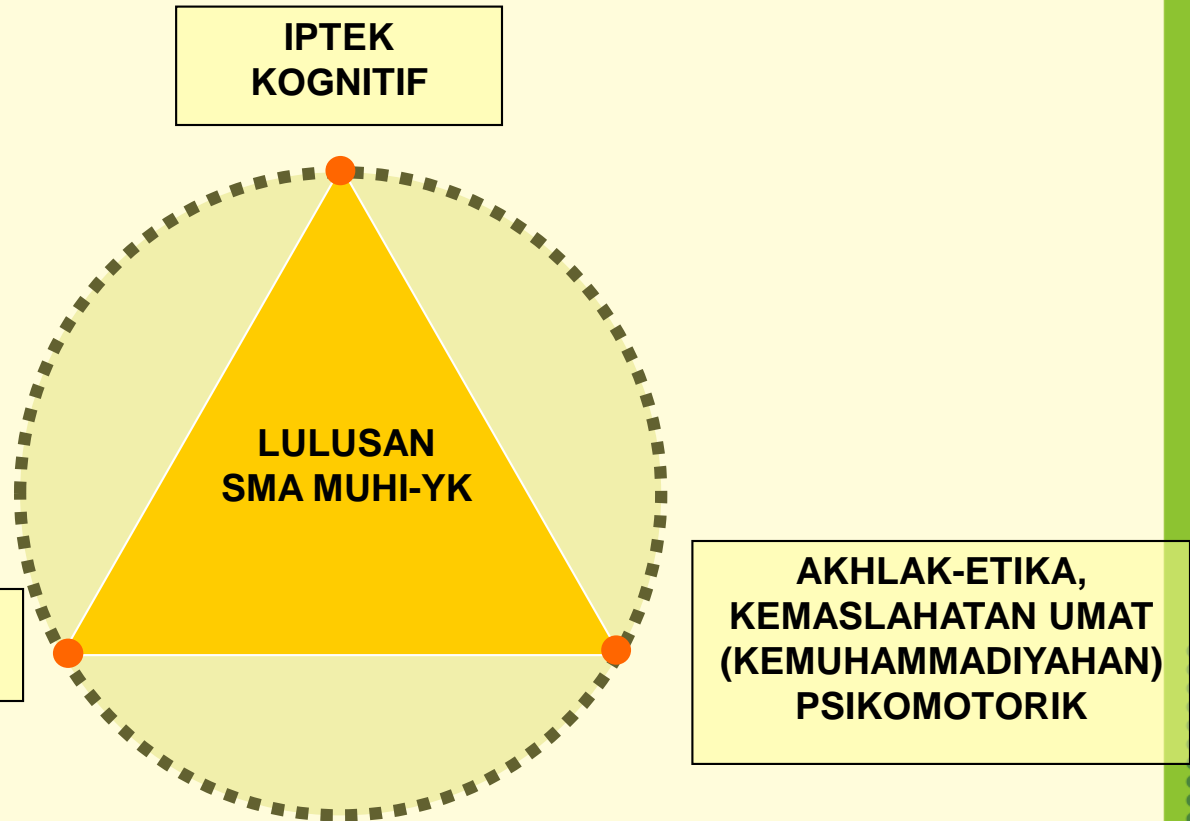 IPTEK
KOGNITIF
LULUSAN
SMA MUHI-YK
AKHLAK-ETIKA,
KEMASLAHATAN UMAT
(KEMUHAMMADIYAHAN)
PSIKOMOTORIK